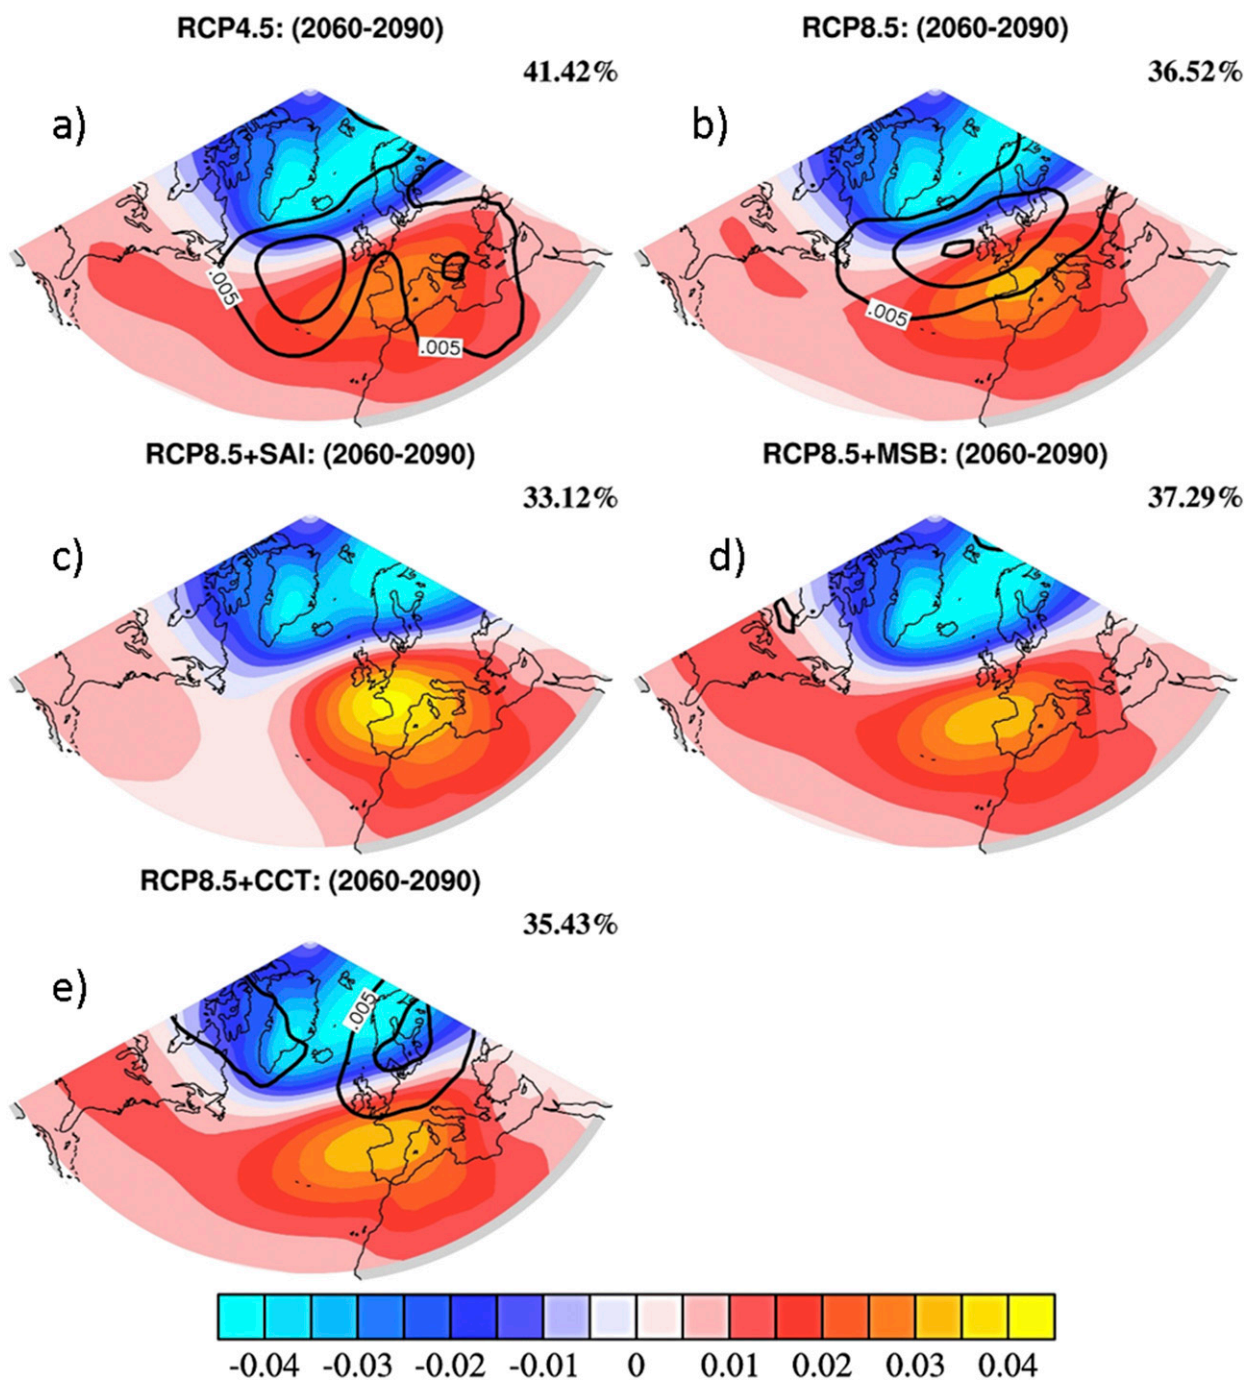 RCP4.5: (2060-2090)
41.42%
a)
.005
.005
RCP8.5: (2060-2090)
36.52%
b)
.005
RCP8.5+SAI: (2060-2090)
33.12%
c)
RCP8.5+MSB: (2060-2090)
37.29%
d)
RCP8.5+CCT: (2060-2090)
35.43%
e)
.005
-0.04 -0.03 -0.02 -0.01 0 0.01 0.02 0.03 0.04